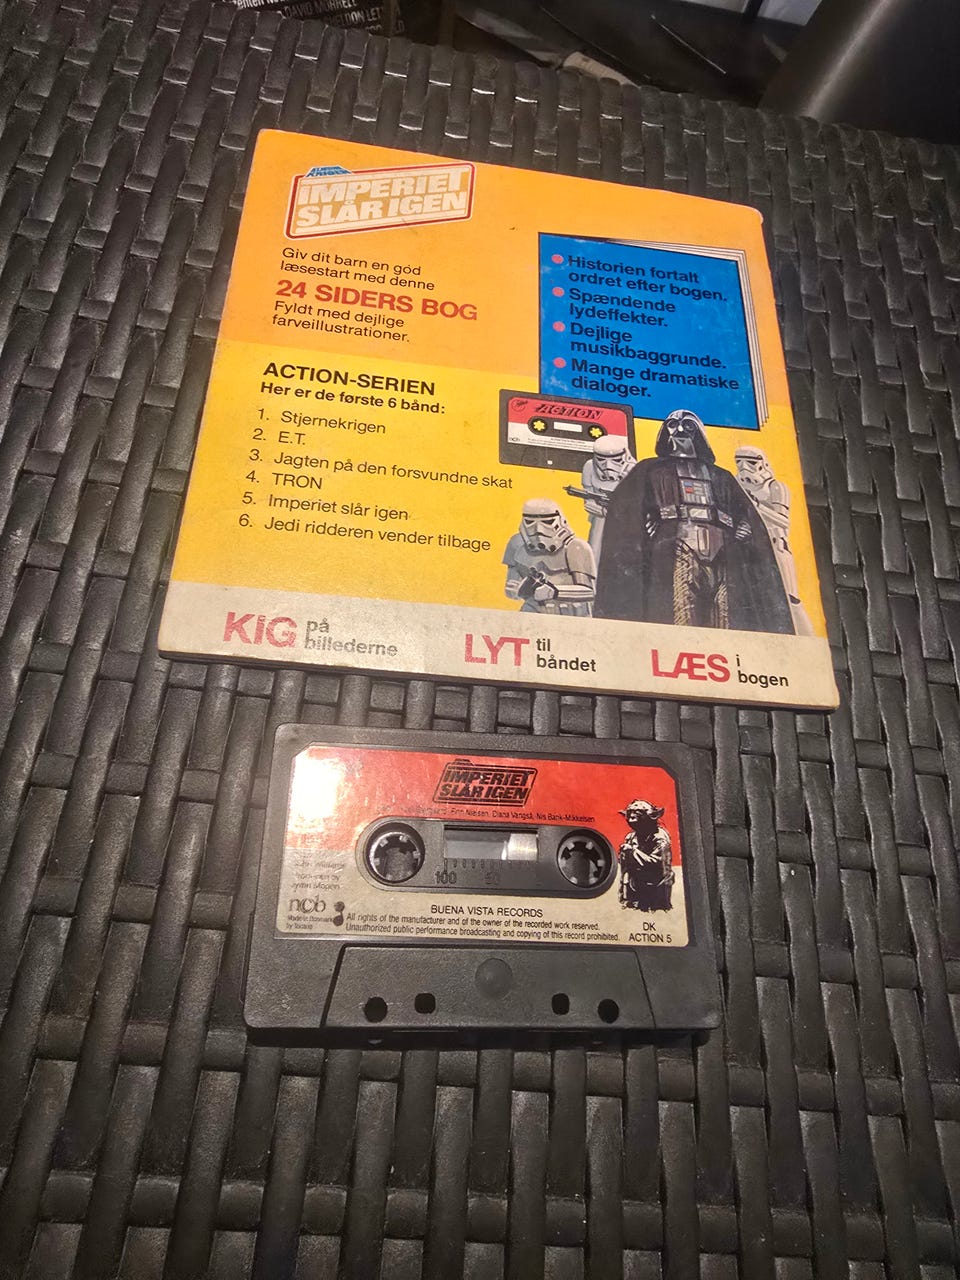 DAVID MORRELL
IMPERIET
SLÅR IGEN
Giv dit barn en god
læsestart med denne
24 SIDERS BOG
Fyldt med dejlige
farveillustrationer.
Historien fortalt
ordret efter bogen.
Spændende
lydeffekter.
Dejlige
musikbaggrunde.
Mange dramatiske
dialoger.
ACTION-SERIEN
Her er de første 6 bånd:
1. Stjernekrigen
2. E.T.
3. Jagten på den forsvundne skat
4. TRON
5. Imperiet slår igen
6. Jedi ridderen vender tilbage
ACTION
ncb
KIG på
billederne
LYT til
båndet
LÆS i
bogen
IMPERIET
SLÅR IGEN
Finn Nielsen, Diana Vangså, Nis Bank-Mikkelsen
100 50
ncb
Made in Denmark
by
BUENA VISTA RECORDS
All rights of the manufacturer and of the owner of the recorded work reserved.
Unauthorized public performance broadcasting and copying of this record prohibited.
DK
ACTION 5